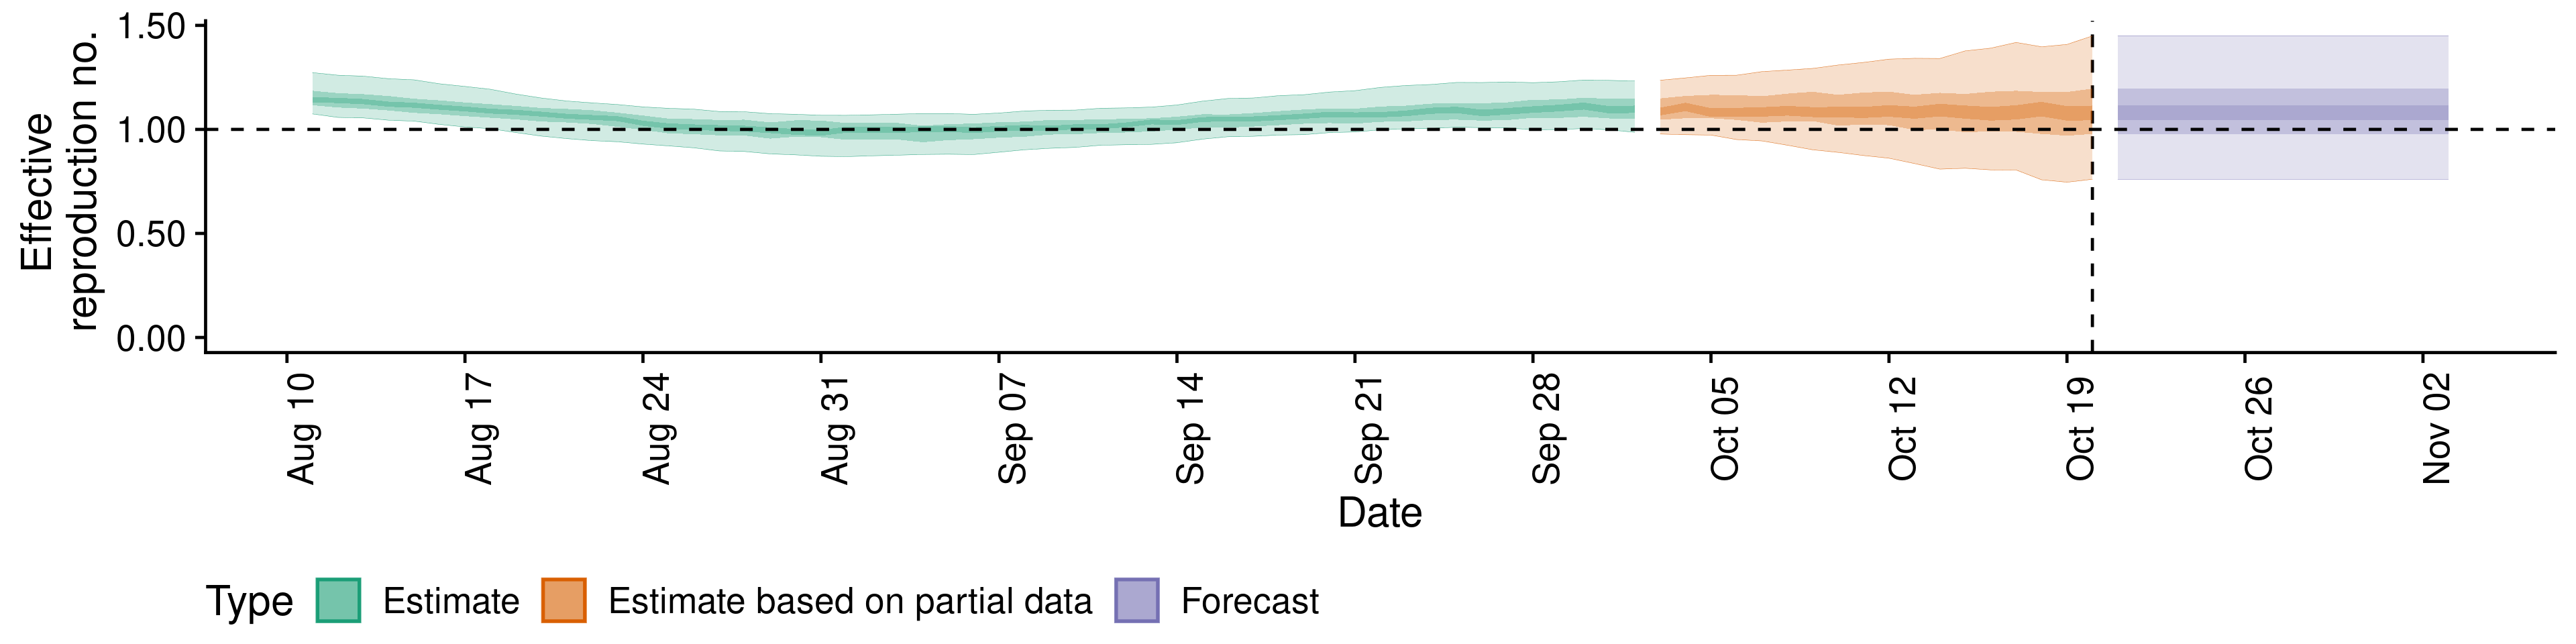 Effective
reproduction no.
1.50
1.00
0.50
0.00
Aug 10
Aug 17
Aug 24
Aug 31
Sep 07
Sep 14
Sep 21
Sep 28
Oct 05
Oct 12
Oct 19
Oct 26
Nov 02
Date
Type Estimate Estimate based on partial data Forecast